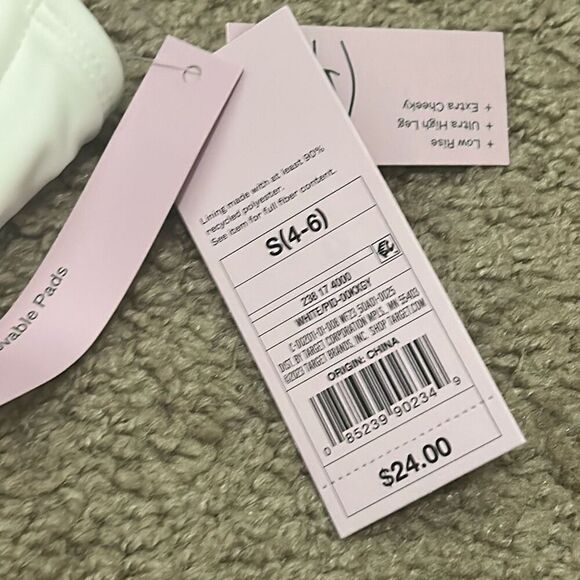 Lining made with at least 90%
recycled polyester.
See item for full fiber content.
S(4-6)
238 17 4000
WHITE/PID-00KXGY
DIST BY TARGET CORPORATION MPLS, MN 55403
©2023 TARGET BRANDS, INC. SHOP TARGET.COM
ORIGIN: CHINA
0 85239 90234 9
$24.00
+ Low Rise
+ Ultra High Leg
+ Extra Cheeky
vable Pads